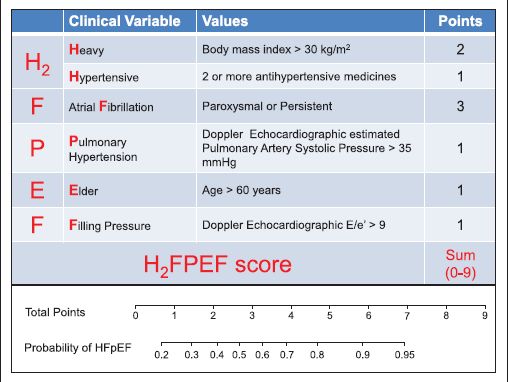 Clinical Variable Values Points
H2 Heavy Body mass index > 30 kg/m² 2
Hypertensive 2 or more antihypertensive medicines 1
F Atrial Fibrillation Paroxysmal or Persistent 3
P Pulmonary Hypertension Doppler Echocardiographic estimated Pulmonary Artery Systolic Pressure > 35 mmHg 1
E Elder Age > 60 years 1
F Filling Pressure Doppler Echocardiographic E/e' > 9 1
H2FPEF score Sum (0-9)
Total Points 0 1 2 3 4 5 6 7 8 9
Probability of HFpEF 0.2 0.3 0.4 0.5 0.6 0.7 0.8 0.9 0.95